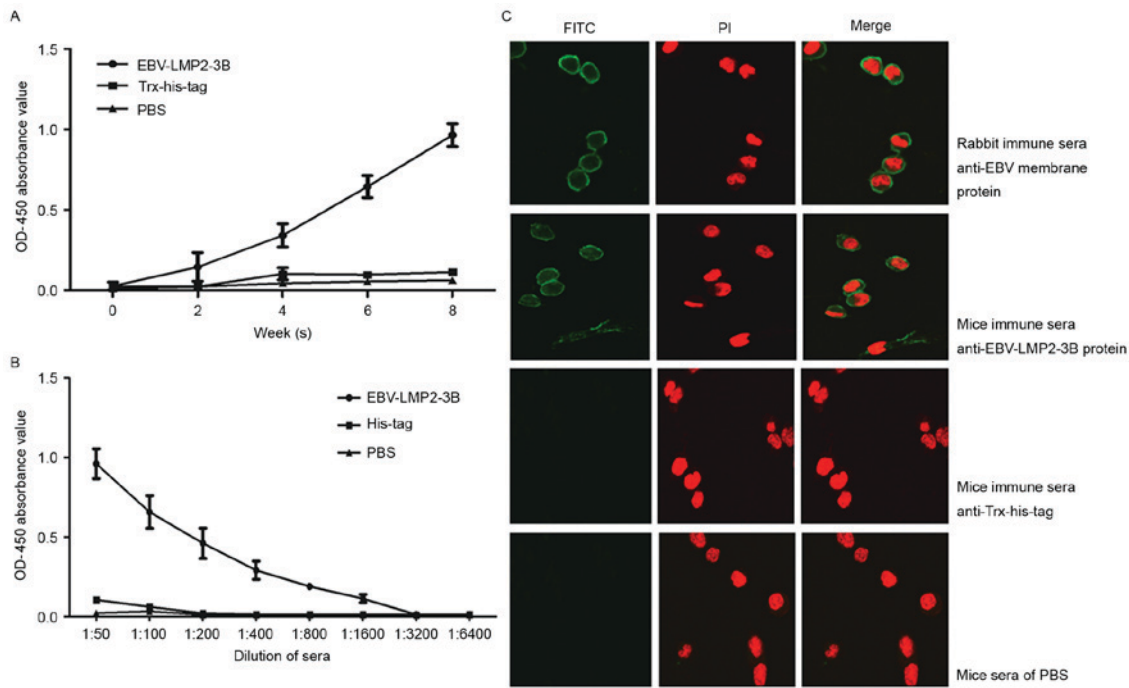 A
1.5
1.0
0.5
0.0
OD-450 absorbance value
EBV-LMP2-3B
Trx-his-tag
PBS
0 2 4 6 8
Week (s)
B
1.5
1.0
0.5
0.0
OD-450 absorbance value
EBV-LMP2-3B
His-tag
PBS
1:50 1:100 1:200 1:400 1:800 1:1600 1:3200 1:6400
Dilution of sera
C
FITC PI Merge
Rabbit immune sera
anti-EBV membrane
protein
Mice immune sera
anti-EBV-LMP2-3B protein
Mice immune sera
anti-Trx-his-tag
Mice sera of PBS